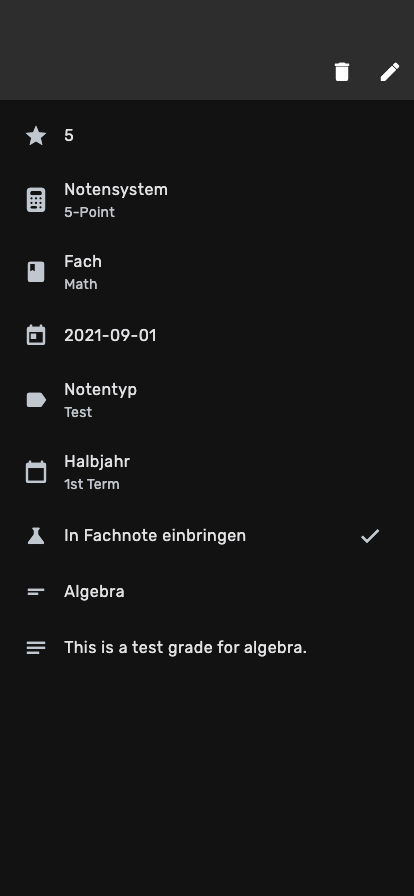 5
Notensystem
5-Point
Fach
Math
2021-09-01
Notentyp
Test
Halbjahr
1st Term
In Fachnote einbringen
Algebra
This is a test grade for algebra.